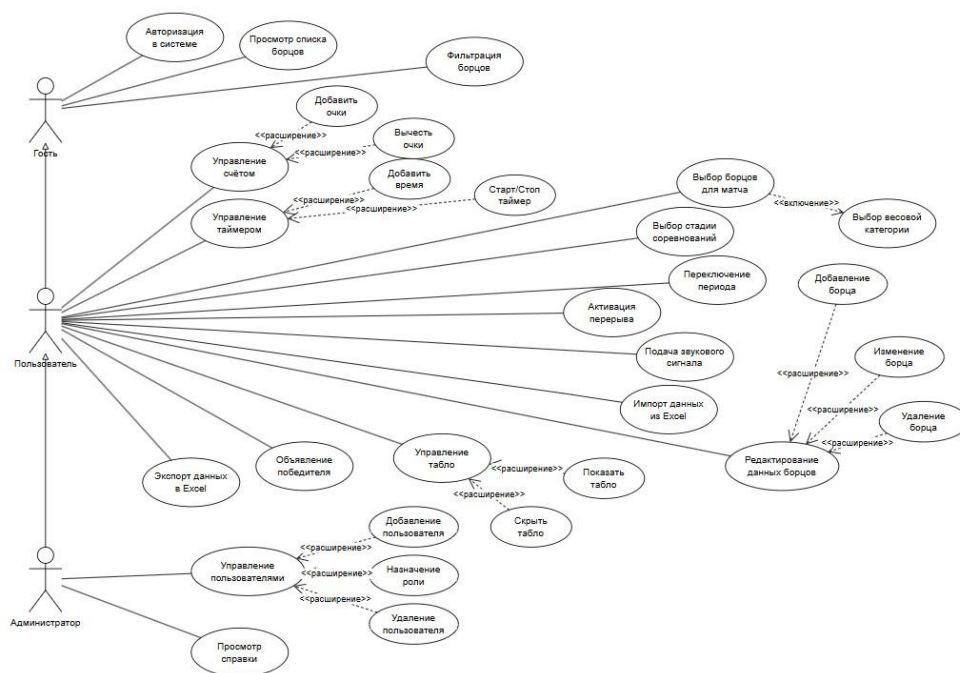 Авторизация
в системе
Просмотр списка
борцов
Фильтрация
борцов
Гость
Добавить
очки
<<расширение>>
Вычесть
очки
<<расширение>>
Управление
счётом
Добавить
время
<<расширение>>
Старт/Стоп
таймер
<<расширение>>
Управление
таймером
Выбор борцов
для матча
<<включение>>
Выбор весовой
категории
Выбор стадии
соревнований
Переключение
периода
Добавление
борца
Активация
перерыва
Пользователь
Подача звукового
сигнала
Изменение
борца
<<расширение>>
Импорт данных
из Excel
<<расширение>>
Удаление
борца
<<расширение>>
Редактирование
данных борцов
Управление
табло
<<расширение>>
Показать
табло
<<расширение>>
Скрыть
табло
Объявление
победителя
Экспорт данных
в Excel
Добавление
пользователя
<<расширение>>
Управление
пользователями
<<расширение>>
Назначение
роли
<<расширение>>
Удаление
пользователя
Администратор
Просмотр
справки